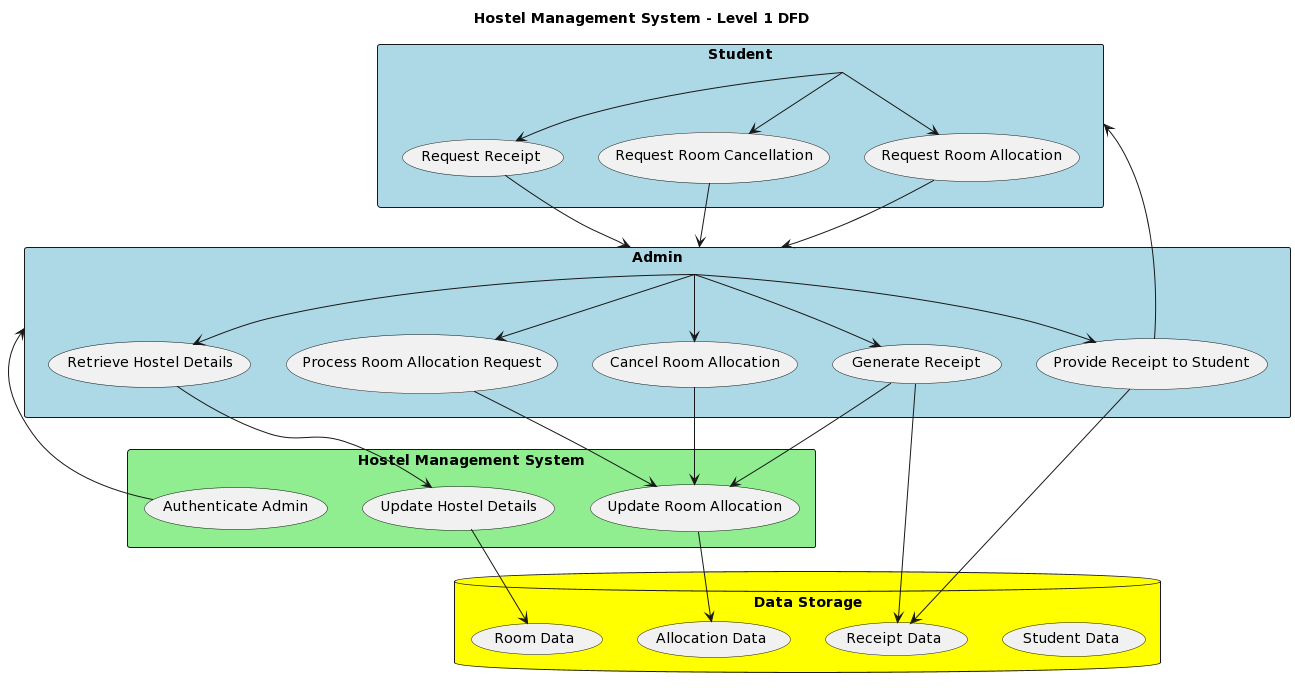 Hostel Management System - Level 1 DFD
Student
Request Receipt
Request Room Cancellation
Request Room Allocation
Admin
Retrieve Hostel Details
Process Room Allocation Request
Cancel Room Allocation
Generate Receipt
Provide Receipt to Student
Hostel Management System
Authenticate Admin
Update Hostel Details
Update Room Allocation
Data Storage
Room Data
Allocation Data
Receipt Data
Student Data